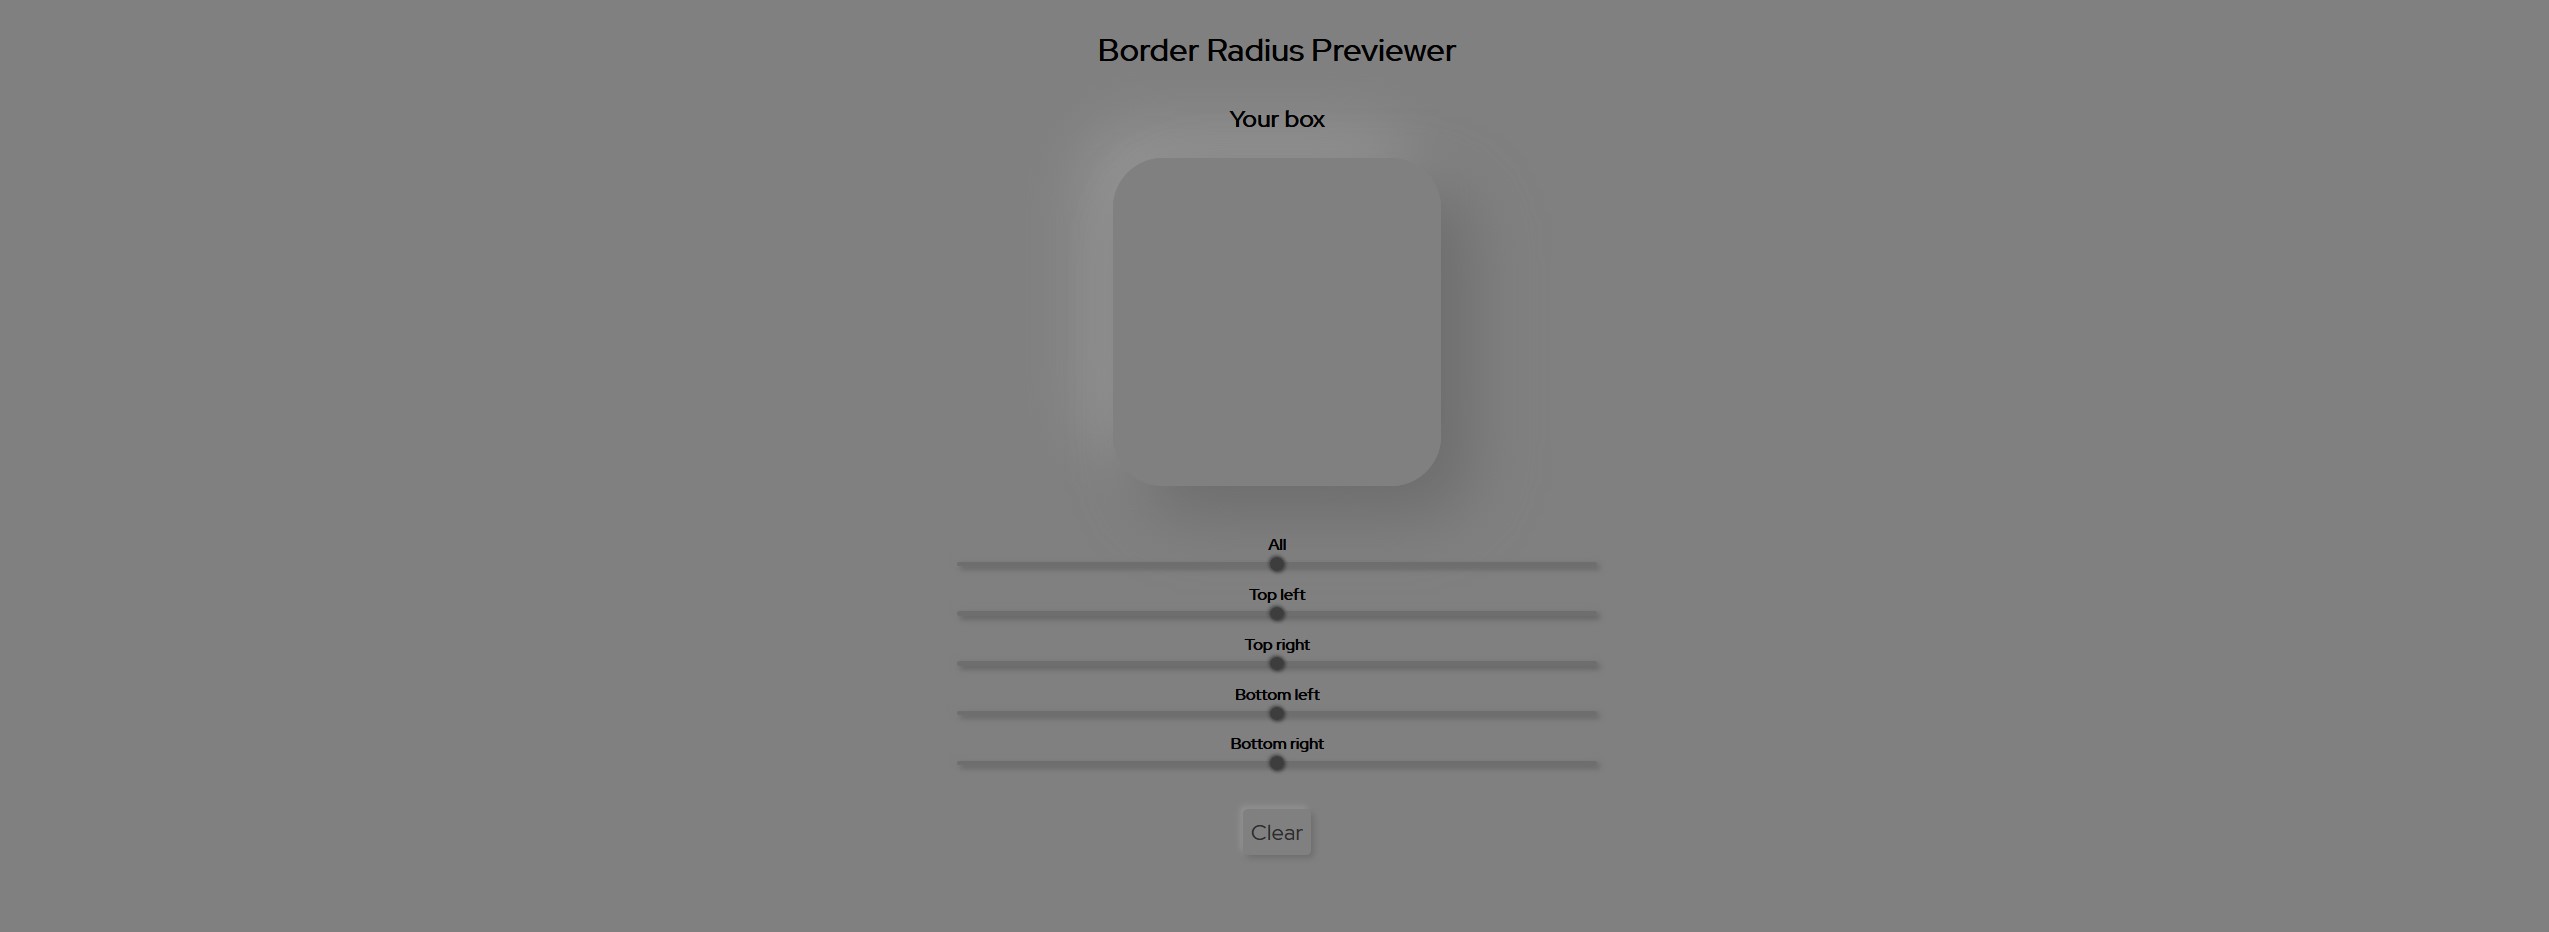 Border Radius Previewer
Your box
All
Top left
Top right
Bottom left
Bottom right
Clear